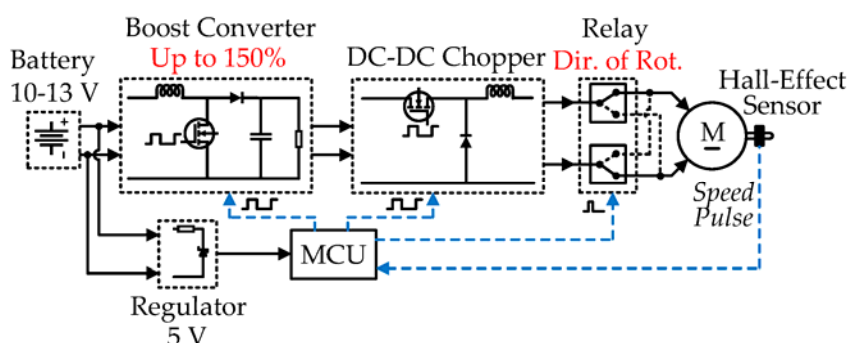 Boost Converter
Up to 150%
Relay
Dir. of Rot.
DC-DC Chopper
Battery
10-13 V
Hall-Effect
Sensor
+
-
M
Speed
Pulse
MCU
Regulator
5 V